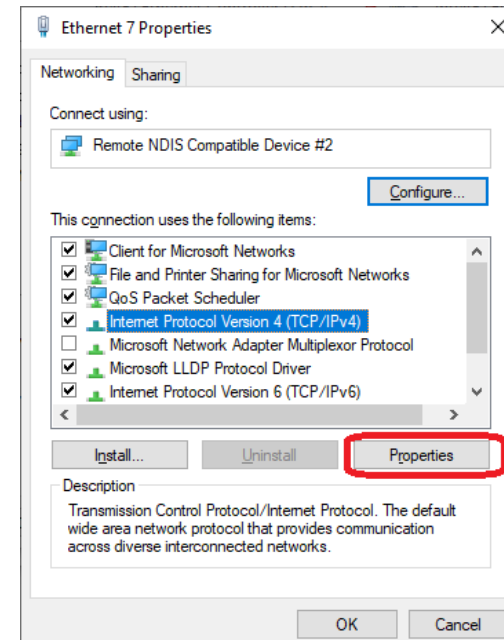 Ethernet 7 Properties
Networking
Sharing
Connect using:
Remote NDIS Compatible Device #2
Configure...
This connection uses the following items:
Client for Microsoft Networks
File and Printer Sharing for Microsoft Networks
QoS Packet Scheduler
Internet Protocol Version 4 (TCP/IPv4)
Microsoft Network Adapter Multiplexor Protocol
Microsoft LLDP Protocol Driver
Internet Protocol Version 6 (TCP/IPv6)
Install...
Uninstall
Properties
Description
Transmission Control Protocol/Internet Protocol. The default
wide area network protocol that provides communication
across diverse interconnected networks.
OK
Cancel